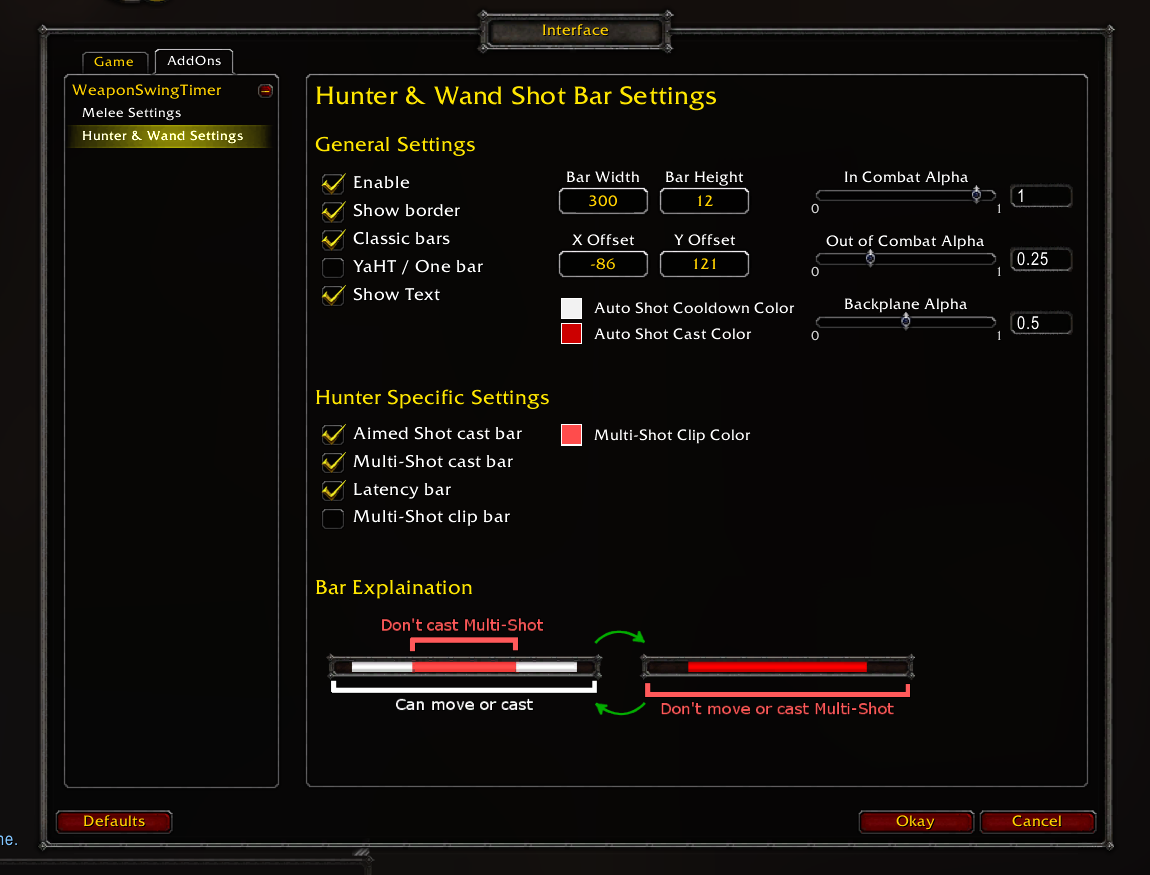 Interface
Game
AddOns
WeaponSwingTimer
Melee Settings
Hunter & Wand Settings
Hunter & Wand Shot Bar Settings
General Settings
Enable
Show border
Classic bars
YaHT / One bar
Show Text
Bar Width
Bar Height
300
12
X Offset
Y Offset
-86
121
Auto Shot Cooldown Color
Auto Shot Cast Color
In Combat Alpha
0
1
1
Out of Combat Alpha
0
1
0.25
Backplane Alpha
0
1
0.5
Hunter Specific Settings
Aimed Shot cast bar
Multi-Shot cast bar
Latency bar
Multi-Shot clip bar
Multi-Shot Clip Color
Bar Explaination
Don't cast Multi-Shot
Can move or cast
Don't move or cast Multi-Shot
Defaults
Okay
Cancel
ne.